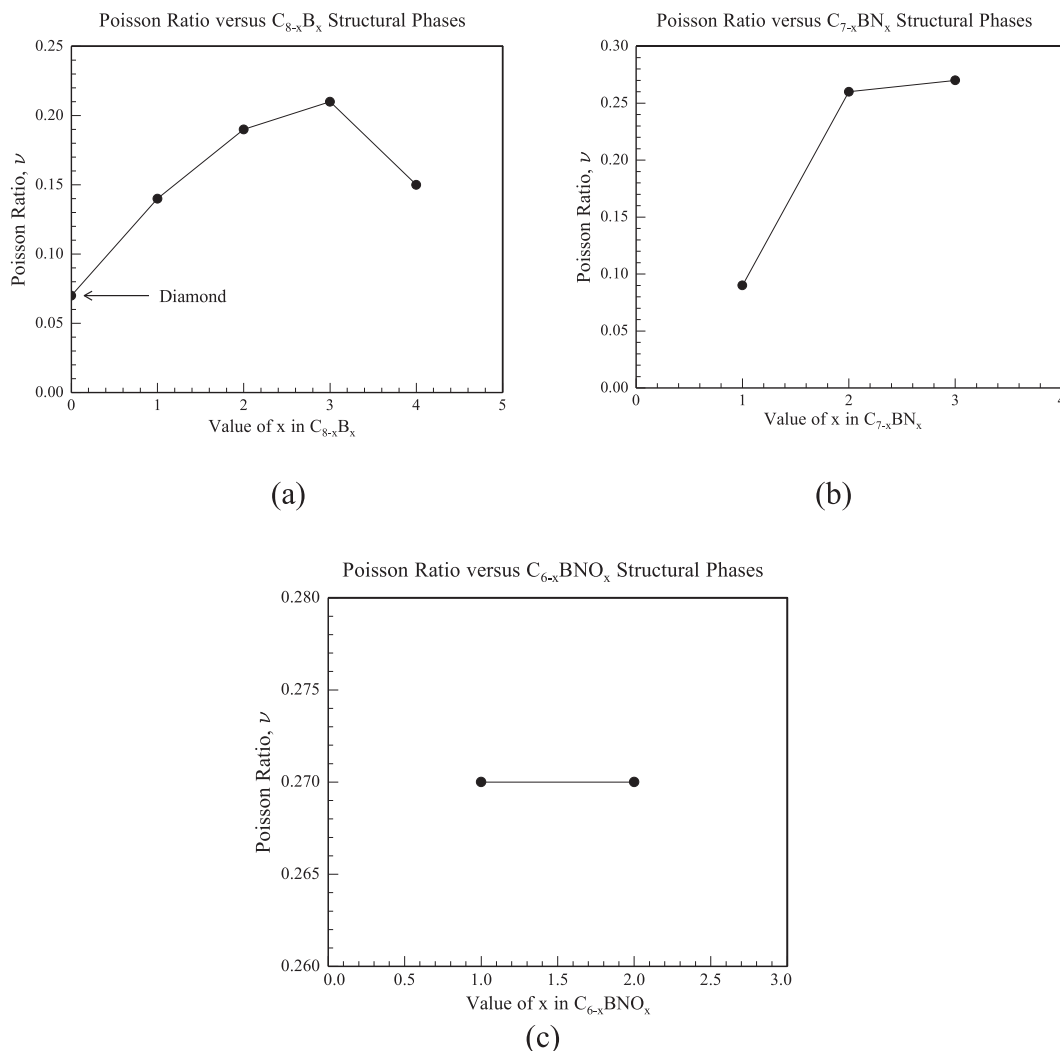 Poisson Ratio versus C8-xBx Structural Phases
0.25
0.20
0.15
0.10
0.05
0.00
Poisson Ratio, ν
Diamond
0 1 2 3 4 5
Value of x in C8-xBx
(a)
Poisson Ratio versus C7-xBNx Structural Phases
0.30
0.25
0.20
0.15
0.10
0.05
0.00
Poisson Ratio, ν
0 1 2 3 4
Value of x in C7-xBNx
(b)
Poisson Ratio versus C6-xBNOx Structural Phases
0.280
0.275
0.270
0.265
0.260
Poisson Ratio, ν
0.0 0.5 1.0 1.5 2.0 2.5 3.0
Value of x in C6-xBNOx
(c)